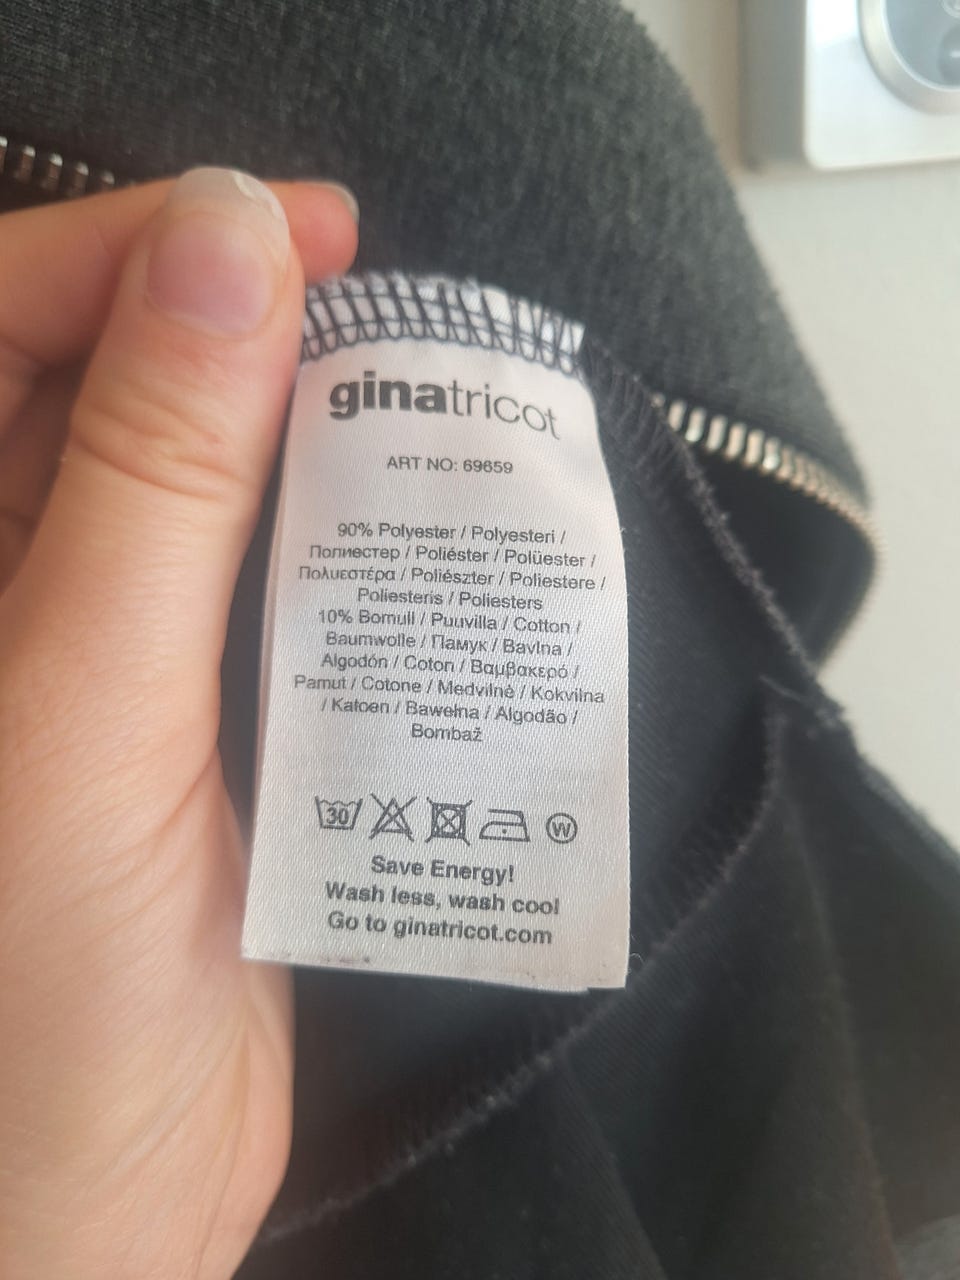 ginatricot
ART NO: 69659
90% Polyester / Polyesteri /
Полиестер / Poliéster / Polüester /
Πολυεστέρα / Poliészter / Poliestere /
Poliesteris / Poliesters
10% Bomull / Puuvilla / Cotton /
Baumwolle / Памук / Bavlna /
Algodón / Coton / Βαμβακερό /
Pamut / Cotone / Medvilnė / Kokvilna
/ Katoen / Bawełna / Algodão /
Bombaž
30
W
Save Energy!
Wash less, wash cool
Go to ginatricot.com